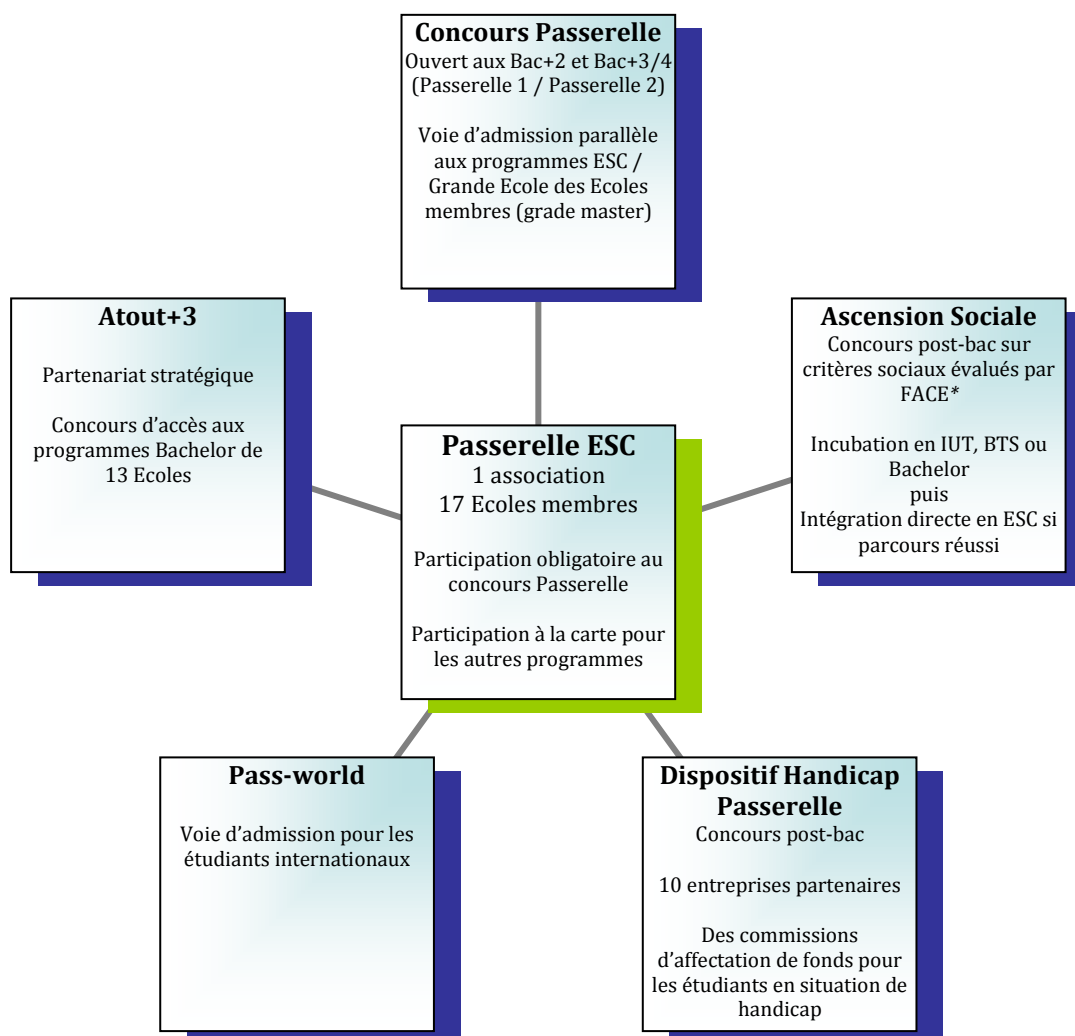 Concours Passerelle
Ouvert aux Bac+2 et Bac+3/4
(Passerelle 1 / Passerelle 2)
Voie d’admission parallèle
aux programmes ESC /
Grande Ecole des Ecoles
membres (grade master)
Atout+3
Partenariat stratégique
Concours d’accès aux
programmes Bachelor de
13 Ecoles
Ascension Sociale
Concours post-bac sur
critères sociaux évalués par
FACE*
Incubation en IUT, BTS ou
Bachelor
puis
Intégration directe en ESC si
parcours réussi
Passerelle ESC
1 association
17 Ecoles membres
Participation obligatoire au
concours Passerelle
Participation à la carte pour
les autres programmes
Pass-world
Voie d’admission pour les
étudiants internationaux
Dispositif Handicap
Passerelle
Concours post-bac
10 entreprises partenaires
Des commissions
d’affectation de fonds pour
les étudiants en situation de
handicap